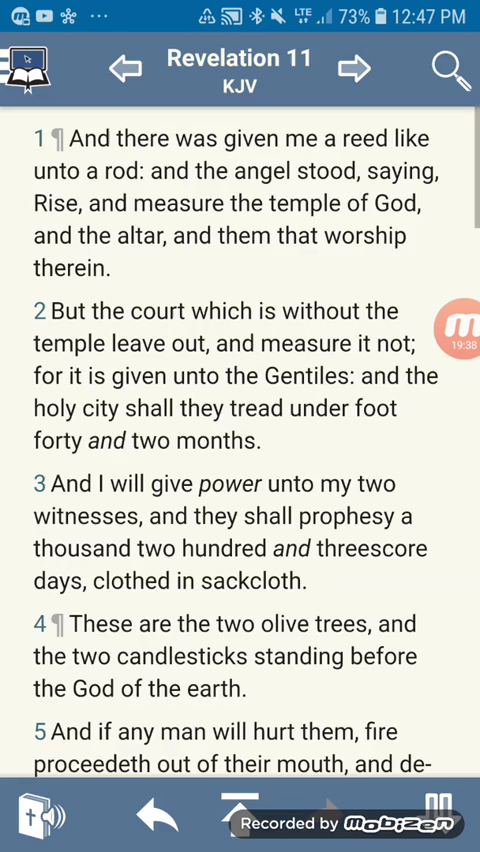 LTE 73% 12:47 PM
Revelation 11
KJV
1 ¶ And there was given me a reed like
unto a rod: and the angel stood, saying,
Rise, and measure the temple of God,
and the altar, and them that worship
therein.
2 But the court which is without the
temple leave out, and measure it not;
for it is given unto the Gentiles: and the
holy city shall they tread under foot
forty and two months.
19:38
3 And I will give power unto my two
witnesses, and they shall prophesy a
thousand two hundred and threescore
days, clothed in sackcloth.
4 ¶ These are the two olive trees, and
the two candlesticks standing before
the God of the earth.
5 And if any man will hurt them, fire
proceedeth out of their mouth, and de-
Recorded by mobizen